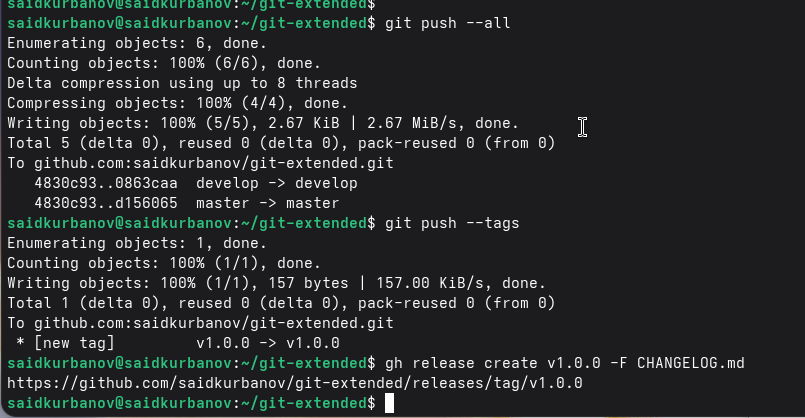 saidkurbanov@saidkurbanov:~/git-extended$
saidkurbanov@saidkurbanov:~/git-extended$ git push --all
Enumerating objects: 6, done.
Counting objects: 100% (6/6), done.
Delta compression using up to 8 threads
Compressing objects: 100% (4/4), done.
Writing objects: 100% (5/5), 2.67 KiB | 2.67 MiB/s, done.
Total 5 (delta 0), reused 0 (delta 0), pack-reused 0 (from 0)
To github.com:saidkurbanov/git-extended.git
   4830c93..0863caa  develop -> develop
   4830c93..d156065  master -> master
saidkurbanov@saidkurbanov:~/git-extended$ git push --tags
Enumerating objects: 1, done.
Counting objects: 100% (1/1), done.
Writing objects: 100% (1/1), 157 bytes | 157.00 KiB/s, done.
Total 1 (delta 0), reused 0 (delta 0), pack-reused 0 (from 0)
To github.com:saidkurbanov/git-extended.git
 * [new tag]         v1.0.0 -> v1.0.0
saidkurbanov@saidkurbanov:~/git-extended$ gh release create v1.0.0 -F CHANGELOG.md
https://github.com/saidkurbanov/git-extended/releases/tag/v1.0.0
saidkurbanov@saidkurbanov:~/git-extended$